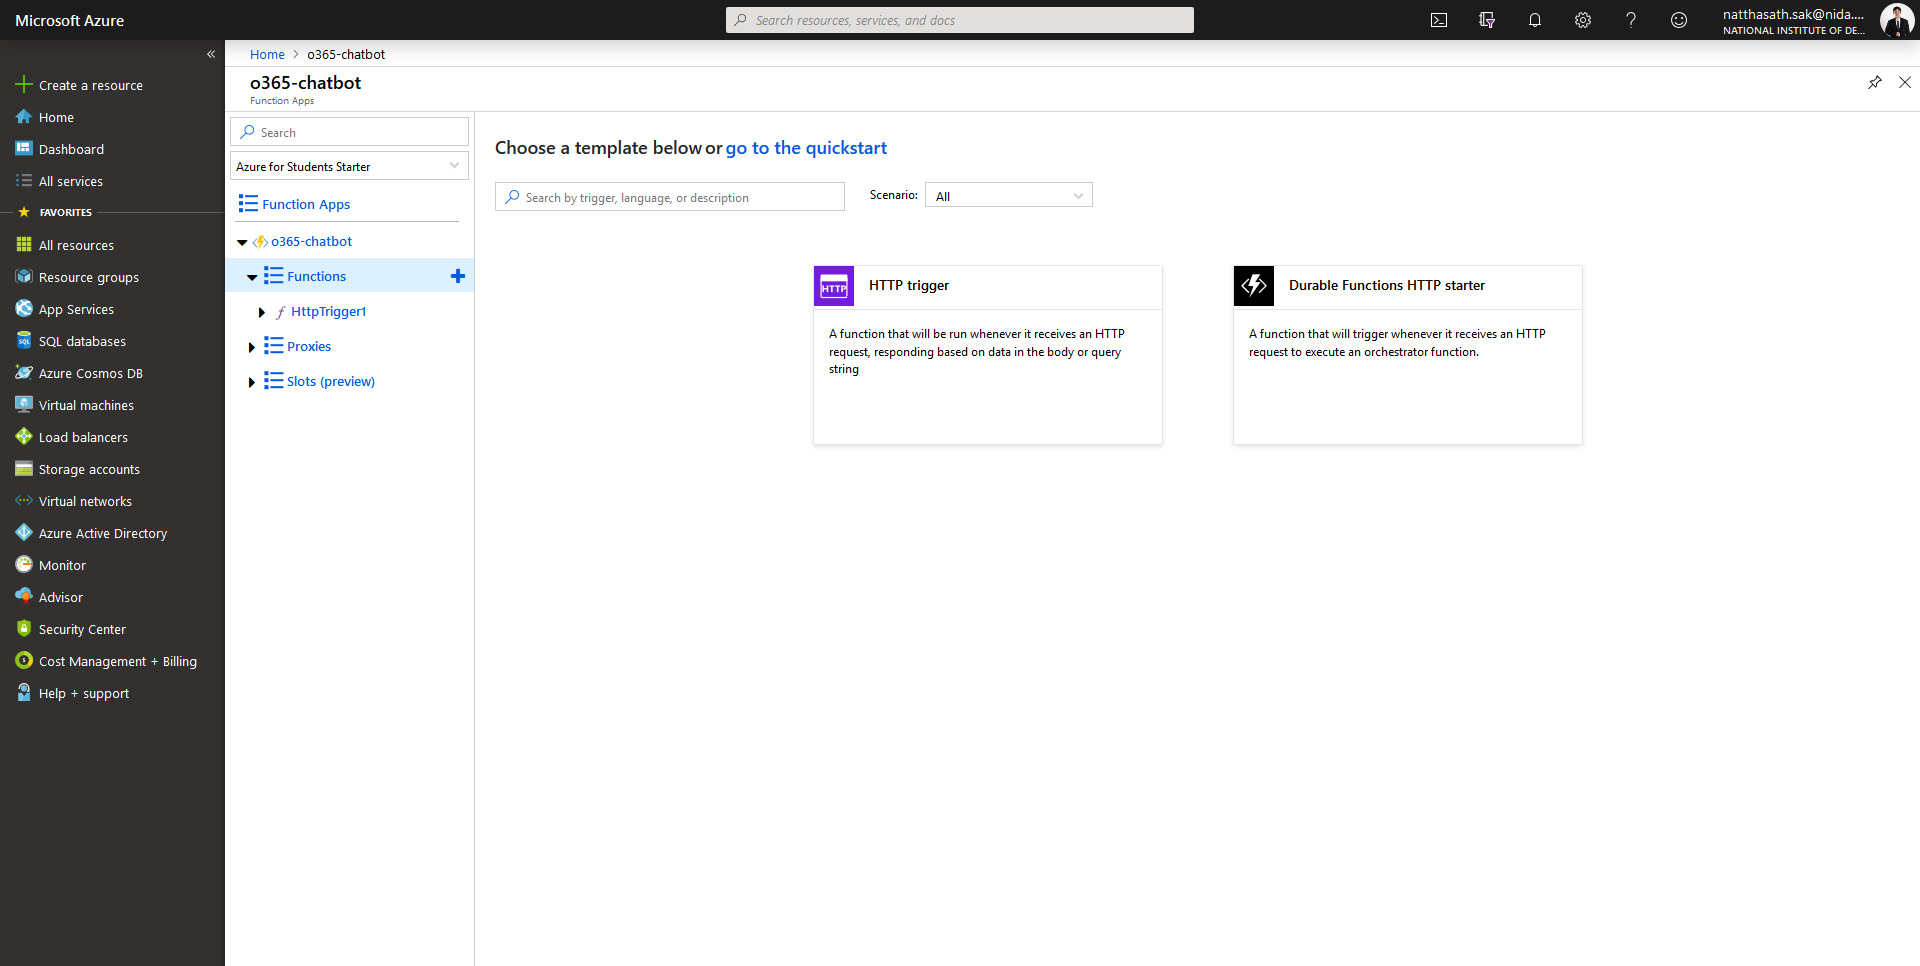 Microsoft Azure
Search resources, services, and docs
natthasath.sak@nida....
NATIONAL INSTITUTE OF DE...
Create a resource
Home
Dashboard
All services
FAVORITES
All resources
Resource groups
App Services
SQL databases
Azure Cosmos DB
Virtual machines
Load balancers
Storage accounts
Virtual networks
Azure Active Directory
Monitor
Advisor
Security Center
Cost Management + Billing
Help + support
Home > o365-chatbot
o365-chatbot
Function Apps
Search
Azure for Students Starter
Function Apps
o365-chatbot
Functions
HttpTrigger1
Proxies
Slots (preview)
Choose a template below or go to the quickstart
Search by trigger, language, or description
Scenario: All
HTTP
HTTP trigger
A function that will be run whenever it receives an HTTP
request, responding based on data in the body or query
string
Durable Functions HTTP starter
A function that will trigger whenever it receives an HTTP
request to execute an orchestrator function.